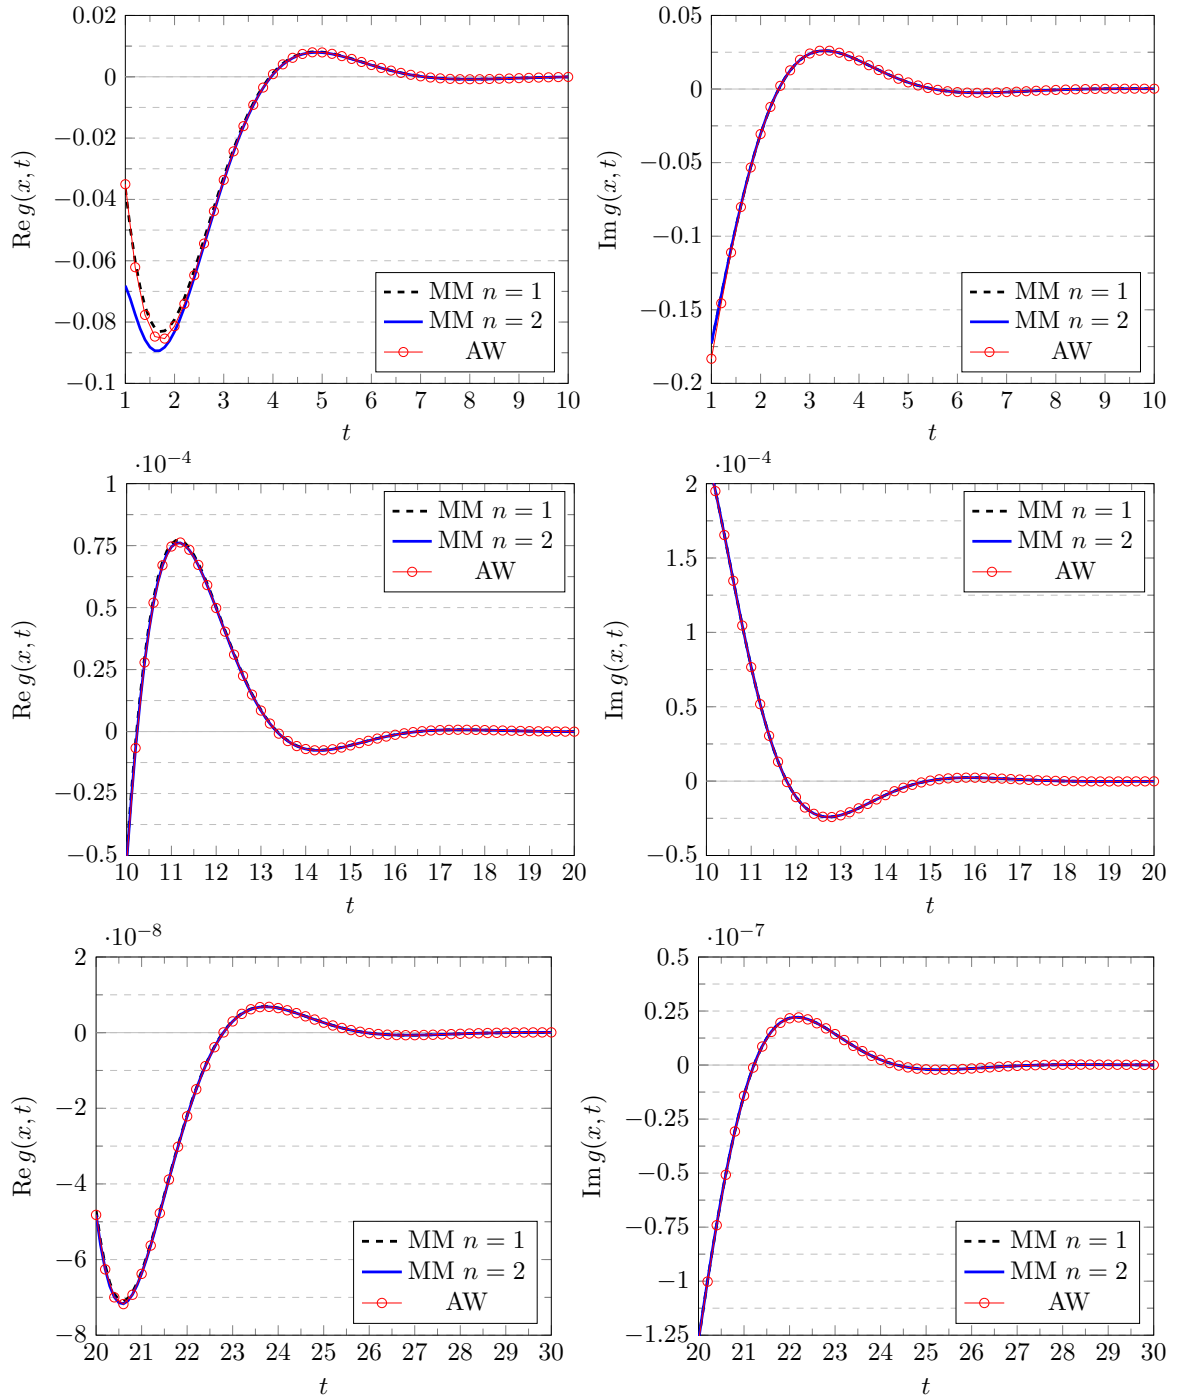 0.02
0
−0.02
−0.04
−0.06
−0.08
−0.1
Re g(x, t)
MM n = 1
MM n = 2
AW
1 2 3 4 5 6 7 8 9 10
t
0.05
0
−0.05
−0.1
−0.15
−0.2
Im g(x, t)
MM n = 1
MM n = 2
AW
1 2 3 4 5 6 7 8 9 10
t
·10⁻⁴
1
0.75
0.5
0.25
0
−0.25
−0.5
Re g(x, t)
MM n = 1
MM n = 2
AW
10 11 12 13 14 15 16 17 18 19 20
t
·10⁻⁴
2
1
0
−0.5
Im g(x, t)
MM n = 1
MM n = 2
AW
10 11 12 13 14 15 16 17 18 19 20
t
·10⁻⁸
2
0
−2
−4
−6
−8
Re g(x, t)
MM n = 1
MM n = 2
AW
20 21 22 23 24 25 26 27 28 29 30
t
·10⁻⁷
0.5
0.25
0
−0.25
−0.5
−0.75
−1
−1.25
Im g(x, t)
MM n = 1
MM n = 2
AW
20 21 22 23 24 25 26 27 28 29 30
t